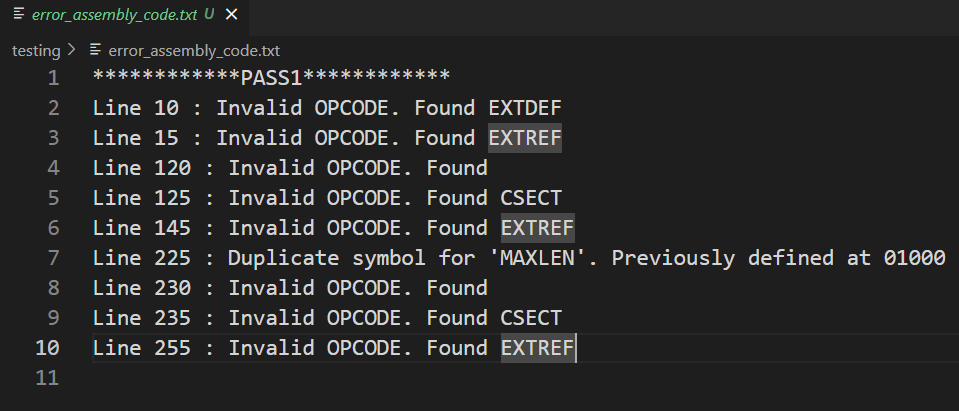 error_assembly_code.txt U ×
testing > error_assembly_code.txt
1 ************PASS1************
2 Line 10 : Invalid OPCODE. Found EXTDEF
3 Line 15 : Invalid OPCODE. Found EXTREF
4 Line 120 : Invalid OPCODE. Found
5 Line 125 : Invalid OPCODE. Found CSECT
6 Line 145 : Invalid OPCODE. Found EXTREF
7 Line 225 : Duplicate symbol for 'MAXLEN'. Previously defined at 01000
8 Line 230 : Invalid OPCODE. Found
9 Line 235 : Invalid OPCODE. Found CSECT
10 Line 255 : Invalid OPCODE. Found EXTREF
11